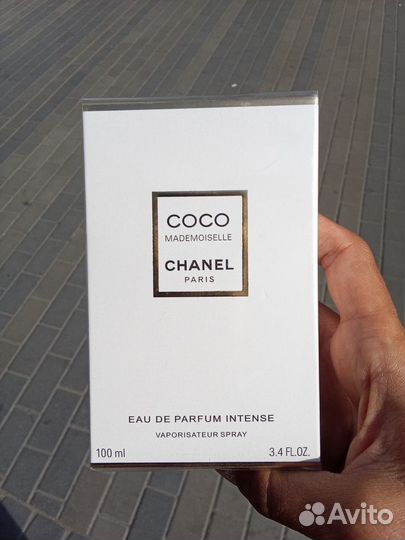 COCO
MADEMOISELLE
CHANEL
PARIS
EAU DE PARFUM INTENSE
VAPORISATEUR SPRAY
100 ml 3.4 FL.OZ.
Avito